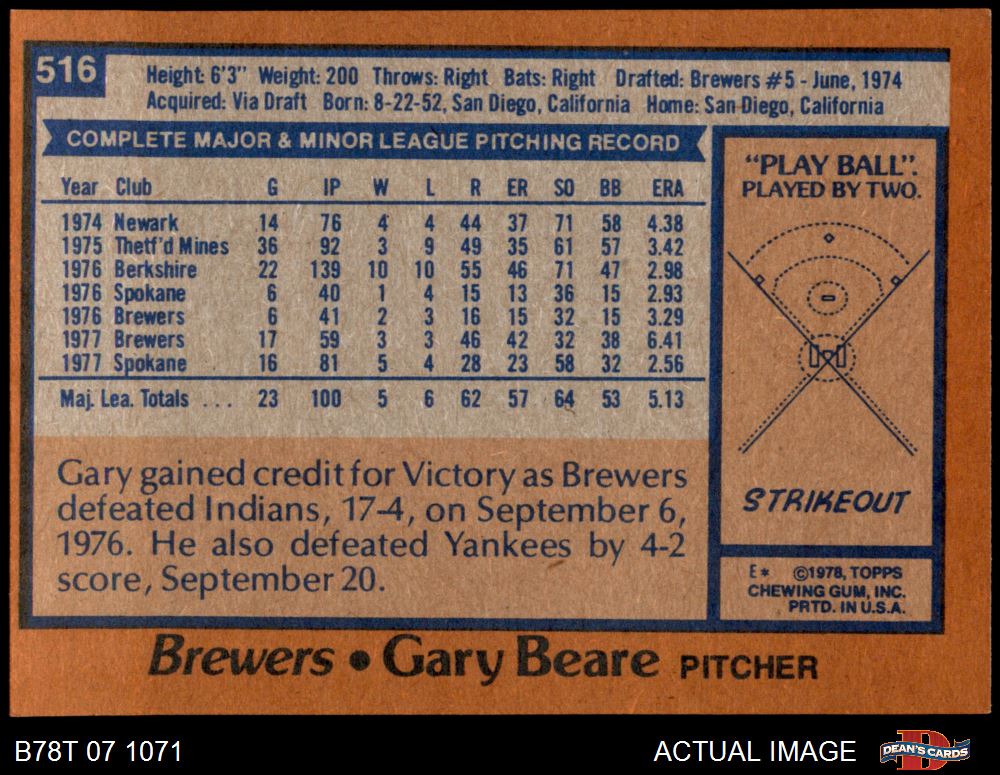 516
Height: 6'3" Weight: 200 Throws: Right Bats: Right Drafted: Brewers #5 - June, 1974
Acquired: Via Draft Born: 8-22-52, San Diego, California Home: San Diego, California
COMPLETE MAJOR & MINOR LEAGUE PITCHING RECORD
Year Club G IP W L R ER SO BB ERA
1974 Newark 14 76 4 4 44 37 71 58 4.38
1975 Thetf'd Mines 36 92 3 9 49 35 61 57 3.42
1976 Berkshire 22 139 10 10 55 46 71 47 2.98
1976 Spokane 6 40 1 4 15 13 36 15 2.93
1976 Brewers 6 41 2 3 16 15 32 15 3.29
1977 Brewers 17 59 3 3 46 42 32 38 6.41
1977 Spokane 16 81 5 4 28 23 58 32 2.56
Maj. Lea. Totals ... 23 100 5 6 62 57 64 53 5.13
Gary gained credit for Victory as Brewers
defeated Indians, 17-4, on September 6,
1976. He also defeated Yankees by 4-2
score, September 20.
"PLAY BALL".
PLAYED BY TWO.
STRIKEOUT
E* ©1978, TOPPS
CHEWING GUM, INC.
PRTD. IN U.S.A.
Brewers • Gary Beare PITCHER
B78T 07 1071
ACTUAL IMAGE
D
DEAN'S CARDS